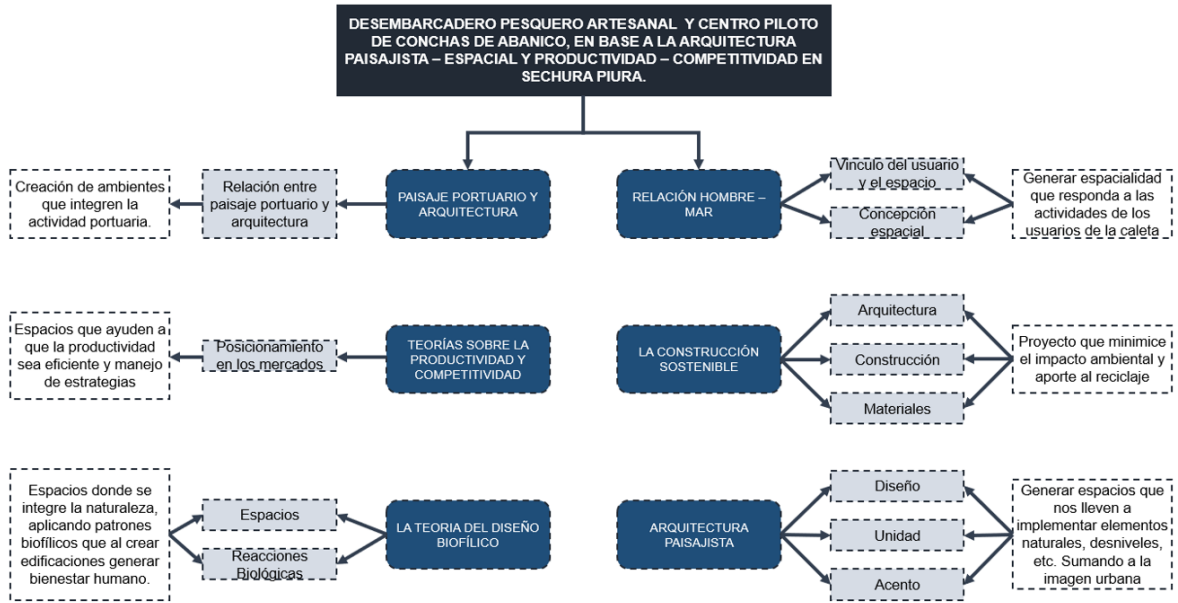 DESEMBARCADERO PESQUERO ARTESANAL Y CENTRO PILOTO
DE CONCHAS DE ABANICO, EN BASE A LA ARQUITECTURA
PAISAJISTA – ESPACIAL Y PRODUCTIVIDAD – COMPETITIVIDAD EN
SECHURA PIURA.
Creación de ambientes
que integren la
actividad portuaria.
Relación entre
paisaje portuario y
arquitectura
PAISAJE PORTUARIO Y
ARQUITECTURA
RELACIÓN HOMBRE –
MAR
Vinculo del usuario
y el espacio
Concepción
espacial
Generar espacialidad
que responda a las
actividades de los
usuarios de la caleta
Espacios que ayuden a
que la productividad
sea eficiente y manejo
de estrategias
Posicionamiento
en los mercados
TEORÍAS SOBRE LA
PRODUCTIVIDAD Y
COMPETITIVIDAD
LA CONSTRUCCIÓN
SOSTENIBLE
Arquitectura
Construcción
Materiales
Proyecto que minimice
el impacto ambiental y
aporte al reciclaje
Espacios donde se
integre la naturaleza,
aplicando patrones
biofílicos que al crear
edificaciones generar
bienestar humano.
Espacios
Reacciones
Biológicas
LA TEORIA DEL DISEÑO
BIOFÍLICO
ARQUITECTURA
PAISAJISTA
Diseño
Unidad
Acento
Generar espacios que
nos lleven a
implementar elementos
naturales, desniveles,
etc. Sumando a la
imagen urbana